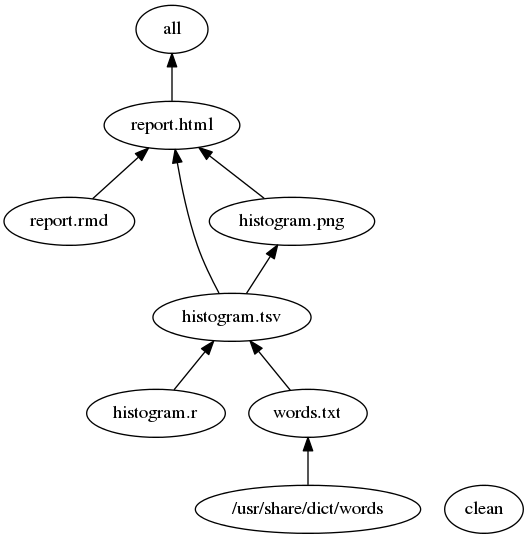 all
report.html
report.rmd
histogram.png
histogram.tsv
histogram.r
words.txt
/usr/share/dict/words
clean